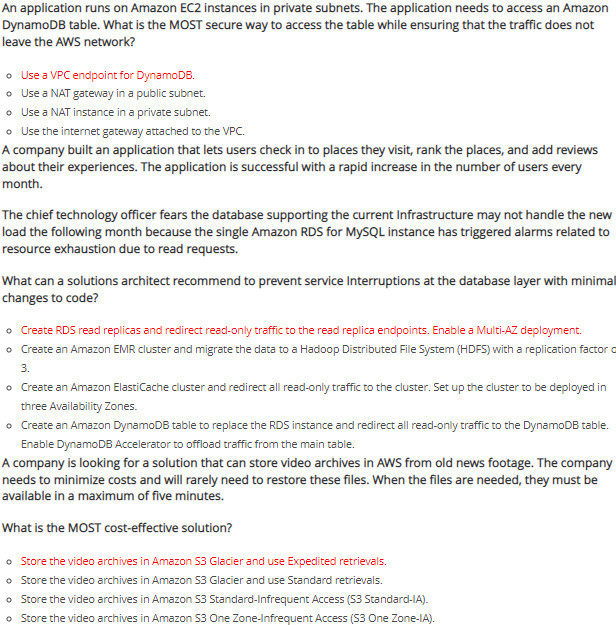 An application runs on Amazon EC2 instances in private subnets. The application needs to access an Amazon
DynamoDB table. What is the MOST secure way to access the table while ensuring that the traffic does not
leave the AWS network?
Use a VPC endpoint for DynamoDB.
Use a NAT gateway in a public subnet.
Use a NAT instance in a private subnet.
Use the internet gateway attached to the VPC.
A company built an application that lets users check in to places they visit, rank the places, and add reviews
about their experiences. The application is successful with a rapid increase in the number of users every
month.
The chief technology officer fears the database supporting the current Infrastructure may not handle the new
load the following month because the single Amazon RDS for MySQL instance has triggered alarms related to
resource exhaustion due to read requests.
What can a solutions architect recommend to prevent service Interruptions at the database layer with minimal
changes to code?
Create RDS read replicas and redirect read-only traffic to the read replica endpoints. Enable a Multi-AZ deployment.
Create an Amazon EMR cluster and migrate the data to a Hadoop Distributed File System (HDFS) with a replication factor
3.
Create an Amazon ElastiCache cluster and redirect all read-only traffic to the cluster. Set up the cluster to be deployed in
three Availability Zones.
Create an Amazon DynamoDB table to replace the RDS instance and redirect all read-only traffic to the DynamoDB table.
Enable DynamoDB Accelerator to offload traffic from the main table.
A company is looking for a solution that can store video archives in AWS from old news footage. The company
needs to minimize costs and will rarely need to restore these files. When the files are needed, they must be
available in a maximum of five minutes.
What is the MOST cost-effective solution?
Store the video archives in Amazon S3 Glacier and use Expedited retrievals.
Store the video archives in Amazon S3 Glacier and use Standard retrievals.
Store the video archives in Amazon S3 Standard-Infrequent Access (S3 Standard-IA).
Store the video archives in Amazon S3 One Zone-Infrequent Access (S3 One Zone-IA).